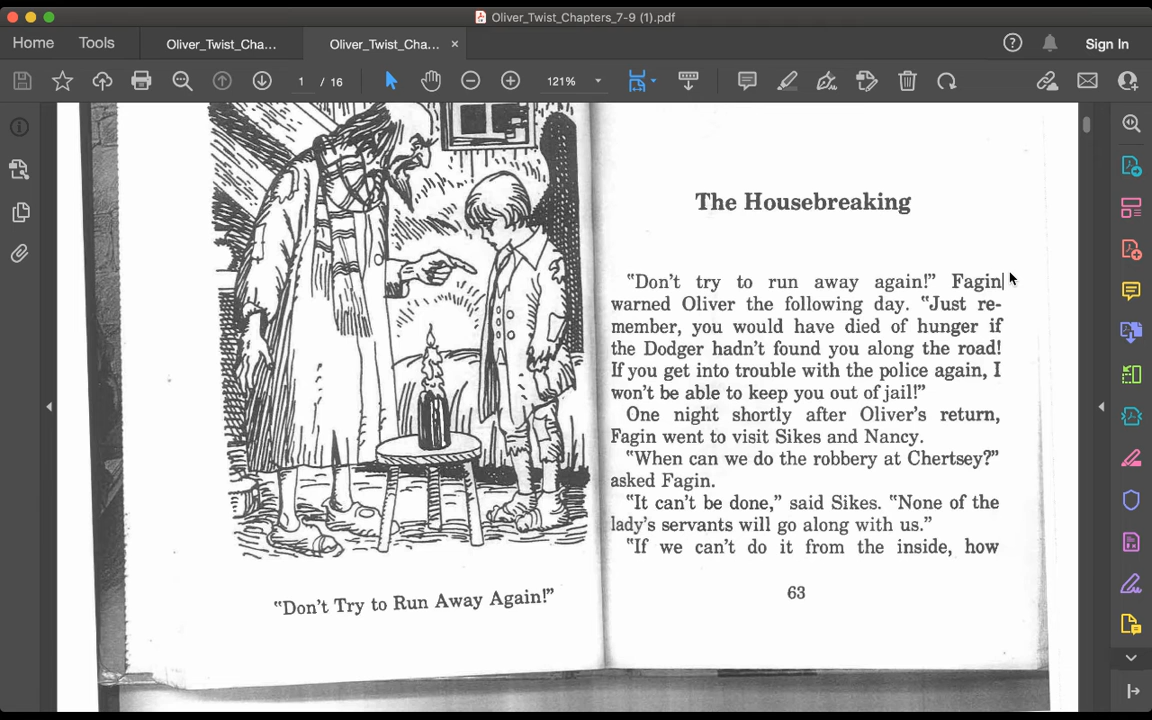 Oliver_Twist_Chapters_7-9 (1).pdf
Home Tools Oliver_Twist_Cha... Oliver_Twist_Cha... × ? Sign In
1 / 16 121%
The Housebreaking
"Don't try to run away again!" Fagin
warned Oliver the following day. "Just re-
member, you would have died of hunger if
the Dodger hadn't found you along the road!
If you get into trouble with the police again, I
won't be able to keep you out of jail!"
One night shortly after Oliver's return,
Fagin went to visit Sikes and Nancy.
"When can we do the robbery at Chertsey?"
asked Fagin.
"It can't be done," said Sikes. "None of the
lady's servants will go along with us."
"If we can't do it from the inside, how
63
"Don't Try to Run Away Again!"